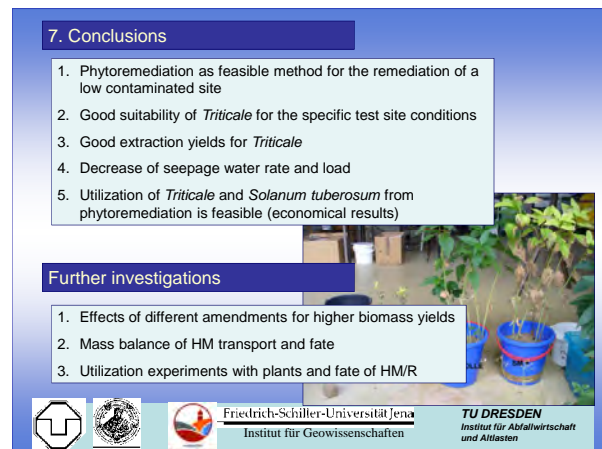 7. Conclusions
1. Phytoremediation as feasible method for the remediation of a
low contaminated site
2. Good suitability of Triticale for the specific test site conditions
3. Good extraction yields for Triticale
4. Decrease of seepage water rate and load
5. Utilization of Triticale and Solanum tuberosum from
phytoremediation is feasible (economical results)
Further investigations
1. Effects of different amendments for higher biomass yields
2. Mass balance of HM transport and fate
3. Utilization experiments with plants and fate of HM/R
Friedrich-Schiller-Universität Jena
Institut für Geowissenschaften
TU DRESDEN
Institut für Abfallwirtschaft
und Altlasten